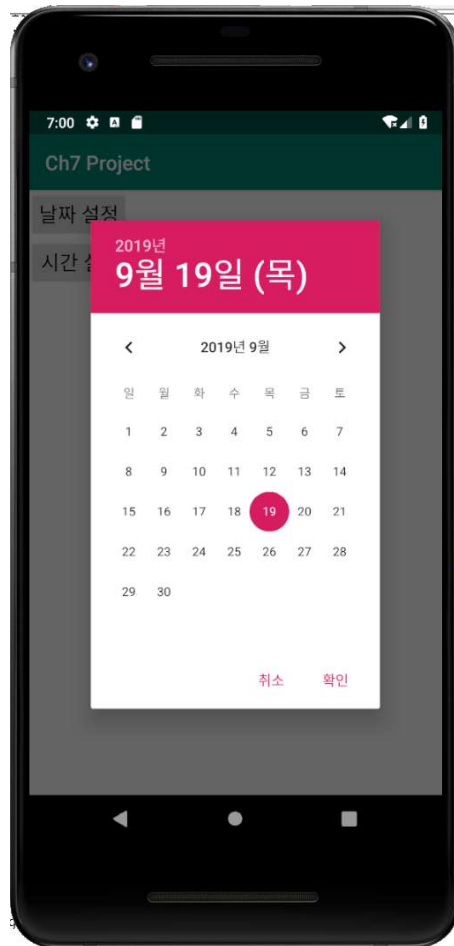 7:00
Ch7 Project
날짜 설정
시간
2019년
9월 19일 (목)
2019년 9월
일 월 화 수 목 금 토
1 2 3 4 5 6 7
8 9 10 11 12 13 14
15 16 17 18 19 20 21
22 23 24 25 26 27 28
29 30
취소 확인